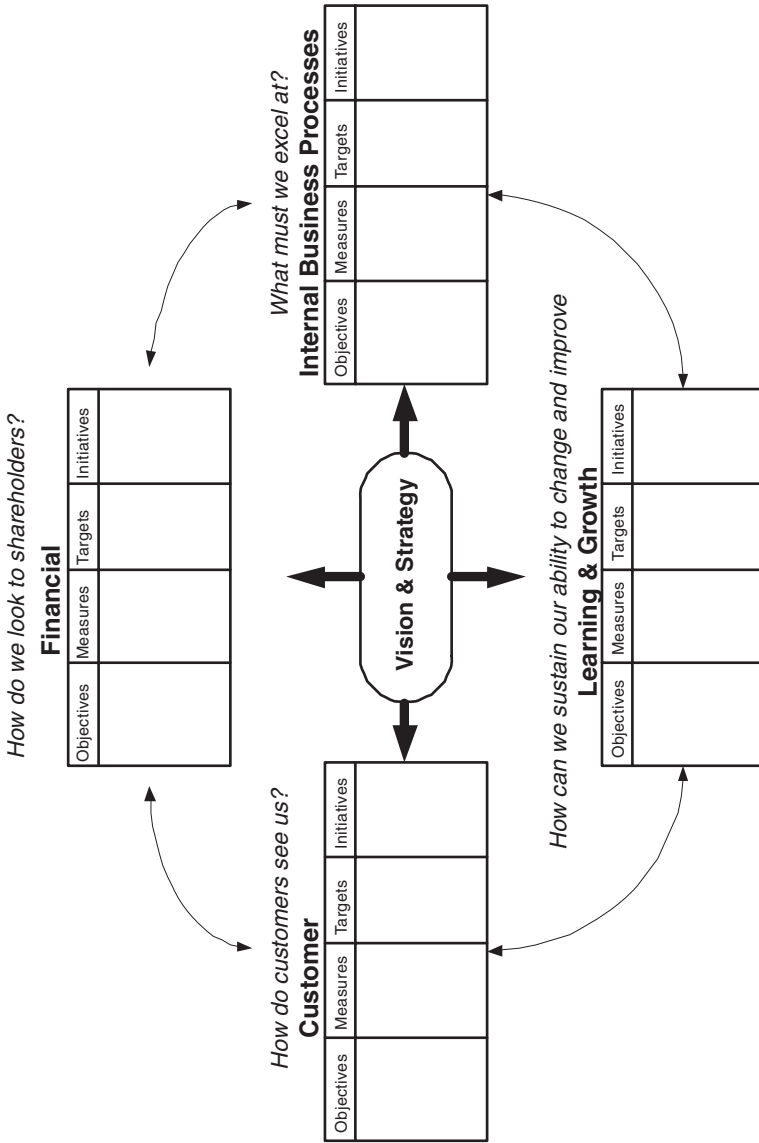 How do we look to shareholders?
Financial
Objectives Measures Targets Initiatives
How do customers see us?
Customer
Objectives Measures Targets Initiatives
Vision & Strategy
What must we excel at?
Internal Business Processes
Objectives Measures Targets Initiatives
How can we sustain our ability to change and improve
Learning & Growth
Objectives Measures Targets Initiatives